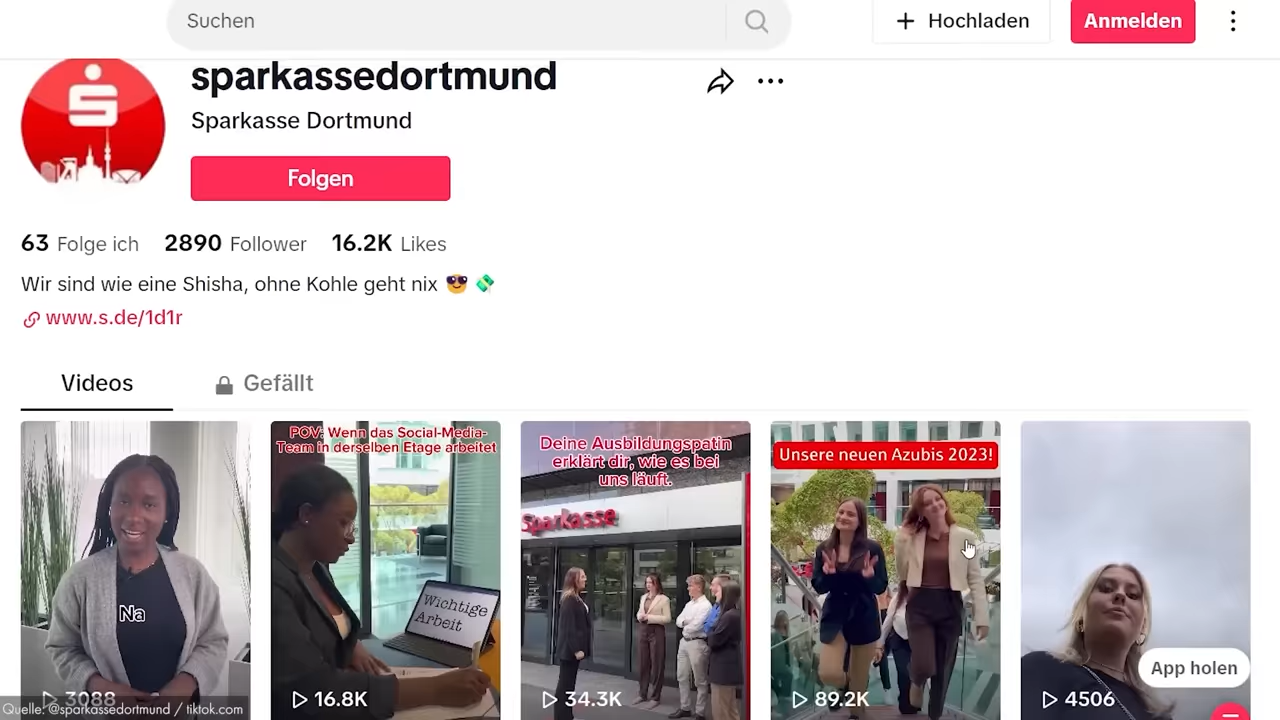 Suchen
Hochladen
Anmelden
sparkassedortmund
Sparkasse Dortmund
Folgen
63 Folge ich 2890 Follower 16.2K Likes
Wir sind wie eine Shisha, ohne Kohle geht nix 😎 💸
www.s.de/1d1r
Videos
Gefällt
Na
3088
POV: Wenn das Social-Media-
Team in derselben Etage arbeitet
Wichtige
Arbeit
16.8K
Deine Ausbildungspatin
erklärt dir, wie es bei
uns läuft.
Sparkasse
34.3K
Unsere neuen Azubis 2023!
89.2K
4506
App holen
Quelle: @sparkassedortmund / tiktok.com